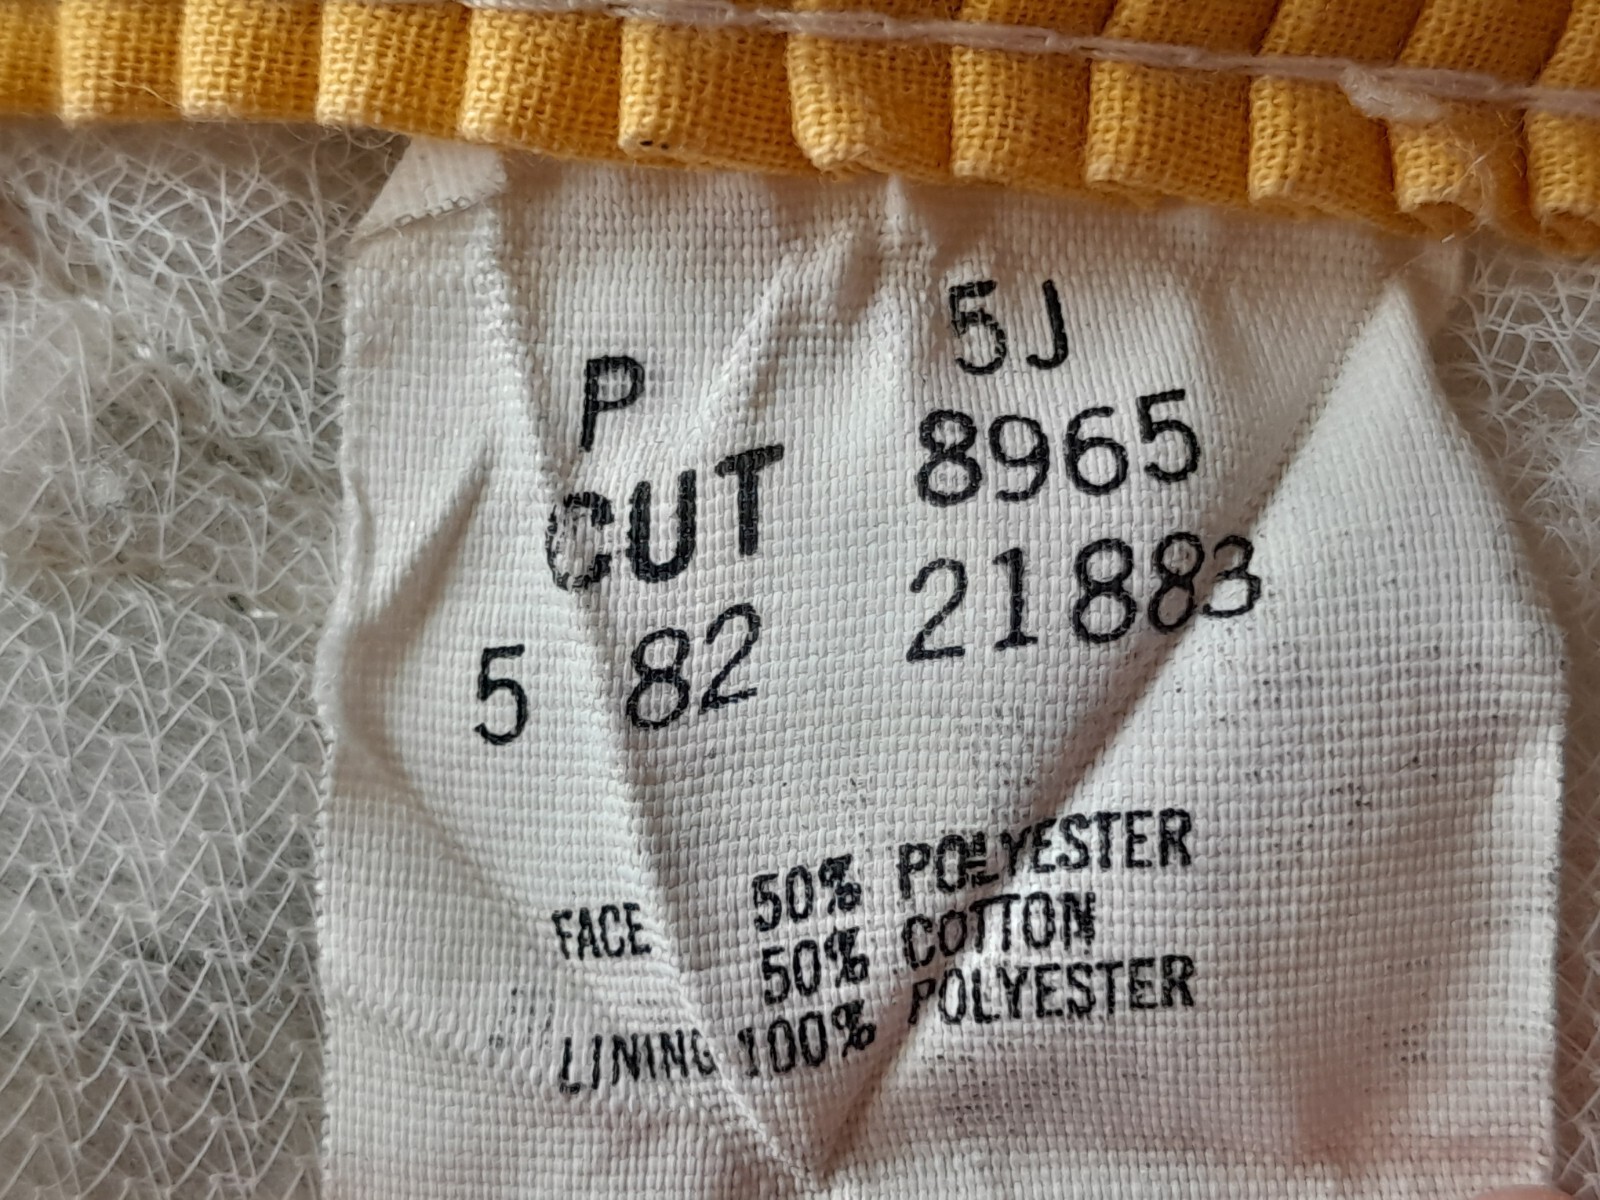 5J
P 8965
CUT 21883
5 82
FACE 50% POLYESTER
50% COTTON
LINING 100% POLYESTER